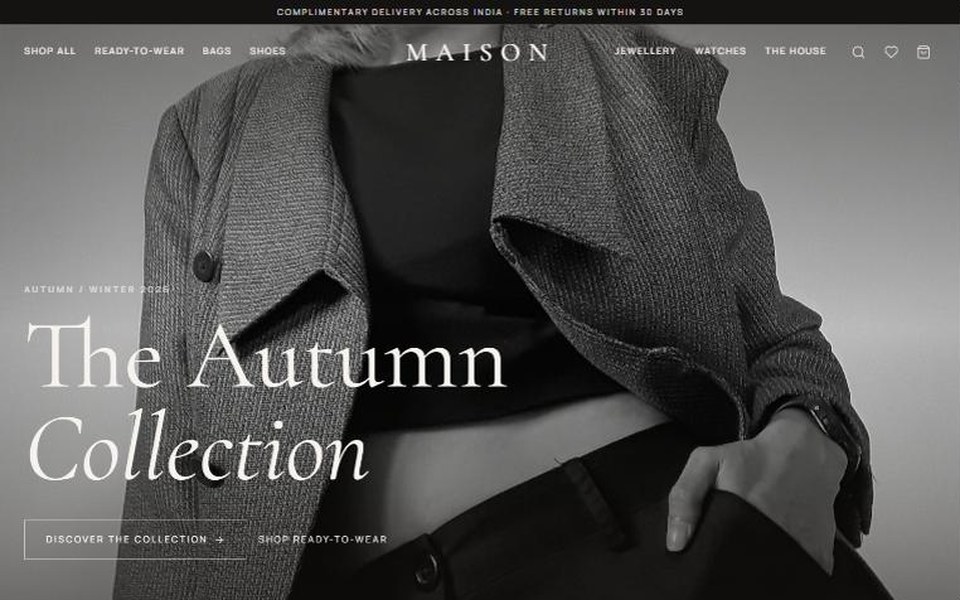 COMPLIMENTARY DELIVERY ACROSS INDIA · FREE RETURNS WITHIN 30 DAYS
SHOP ALL READY-TO-WEAR BAGS SHOES MAISON JEWELLERY WATCHES THE HOUSE
AUTUMN / WINTER 2025
The Autumn
Collection
DISCOVER THE COLLECTION → SHOP READY-TO-WEAR